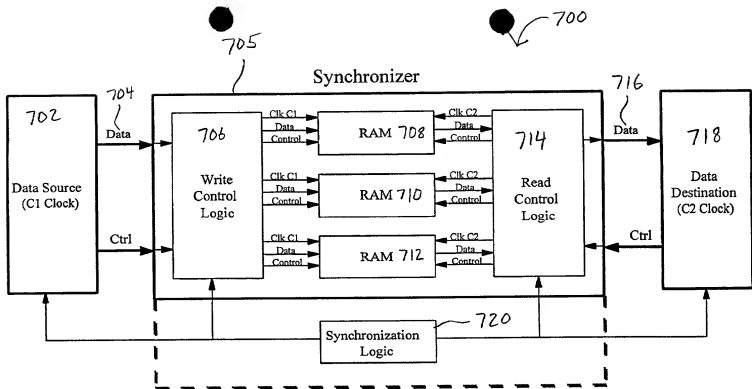 700
705
Synchronizer
702
704
Data
Data Source
(C1 Clock)
Ctrl
706
Write
Control
Logic
Clk C1
Data
Control
RAM 708
Clk C2
Data
Control
Clk C1
Data
Control
RAM 710
Clk C2
Data
Control
Clk C1
Data
Control
RAM 712
Clk C2
Data
Control
714
Read
Control
Logic
716
Data
718
Data
Destination
(C2 Clock)
Ctrl
Synchronization
Logic
720